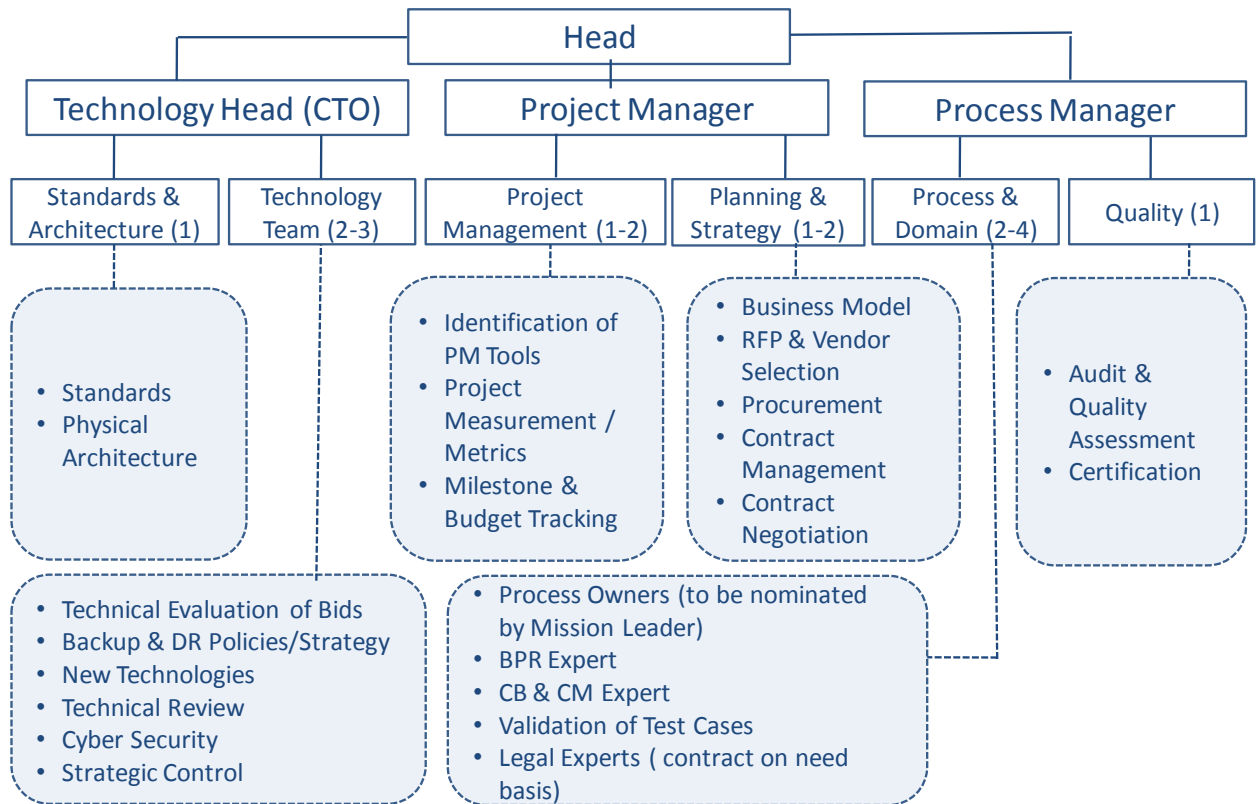 Head
Technology Head (CTO)
Project Manager
Process Manager
Standards &
Architecture (1)
Technology
Team (2-3)
Project
Management (1-2)
Planning &
Strategy (1-2)
Process &
Domain (2-4)
Quality (1)
• Standards
• Physical
Architecture
• Identification of
PM Tools
• Project
Measurement /
Metrics
• Milestone &
Budget Tracking
• Business Model
• RFP & Vendor
Selection
• Procurement
• Contract
Management
• Contract
Negotiation
• Audit &
Quality
Assessment
• Certification
• Technical Evaluation of Bids
• Backup & DR Policies/Strategy
• New Technologies
• Technical Review
• Cyber Security
• Strategic Control
• Process Owners (to be nominated
by Mission Leader)
• BPR Expert
• CB & CM Expert
• Validation of Test Cases
• Legal Experts ( contract on need
basis)